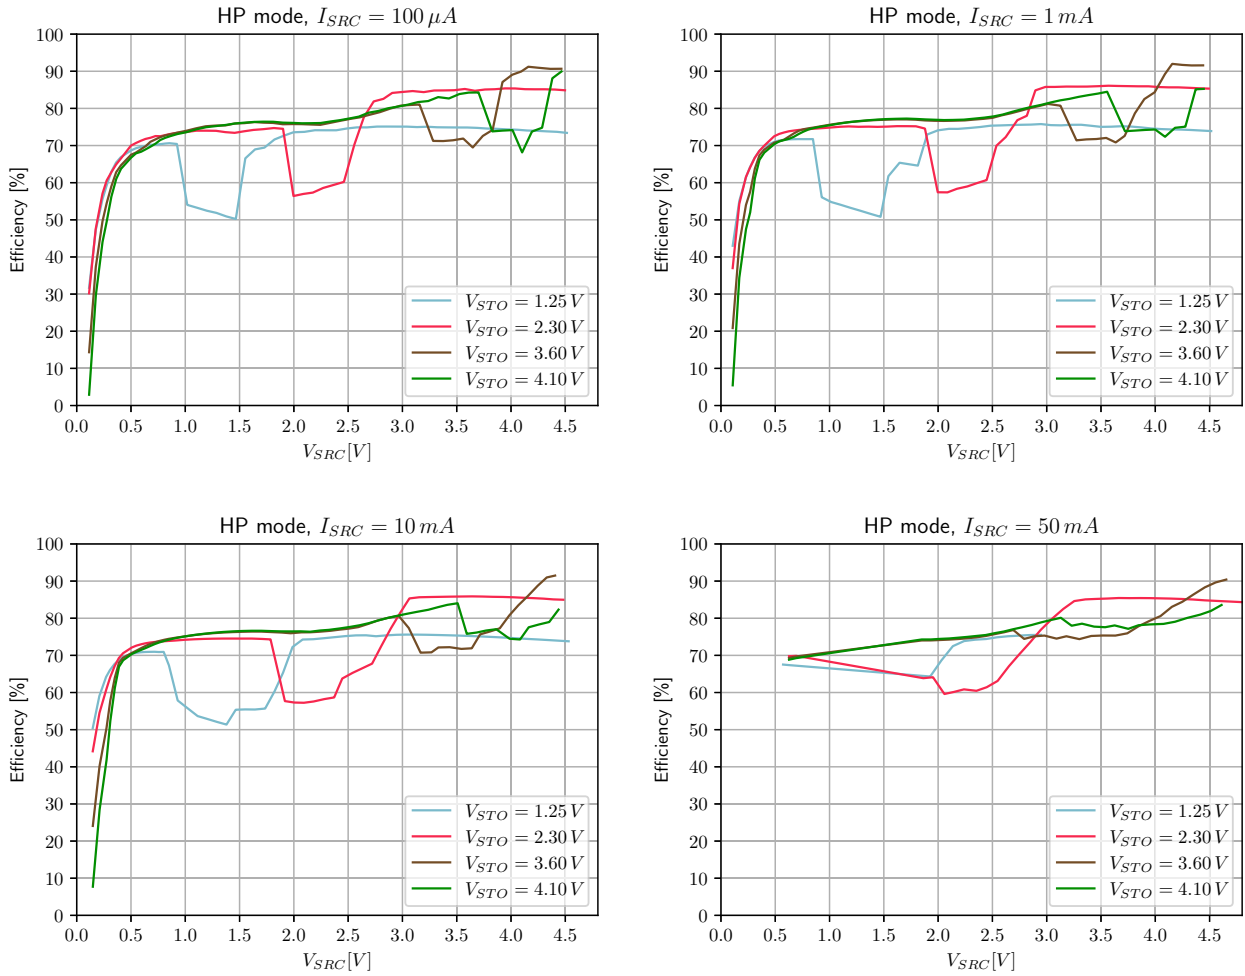 HP mode, I_SRC = 100 μA
100
90
80
70
60
50
40
30
20
10
0
Efficiency [%]
0.0 0.5 1.0 1.5 2.0 2.5 3.0 3.5 4.0 4.5
V_SRC[V]
V_STO = 1.25 V
V_STO = 2.30 V
V_STO = 3.60 V
V_STO = 4.10 V
HP mode, I_SRC = 1 mA
100
90
80
70
60
50
40
30
20
10
0
Efficiency [%]
0.0 0.5 1.0 1.5 2.0 2.5 3.0 3.5 4.0 4.5
V_SRC[V]
V_STO = 1.25 V
V_STO = 2.30 V
V_STO = 3.60 V
V_STO = 4.10 V
HP mode, I_SRC = 10 mA
100
90
80
70
60
50
40
30
20
10
0
Efficiency [%]
0.0 0.5 1.0 1.5 2.0 2.5 3.0 3.5 4.0 4.5
V_SRC[V]
V_STO = 1.25 V
V_STO = 2.30 V
V_STO = 3.60 V
V_STO = 4.10 V
HP mode, I_SRC = 50 mA
100
90
80
70
60
50
40
30
20
10
0
Efficiency [%]
0.0 0.5 1.0 1.5 2.0 2.5 3.0 3.5 4.0 4.5
V_SRC[V]
V_STO = 1.25 V
V_STO = 2.30 V
V_STO = 3.60 V
V_STO = 4.10 V